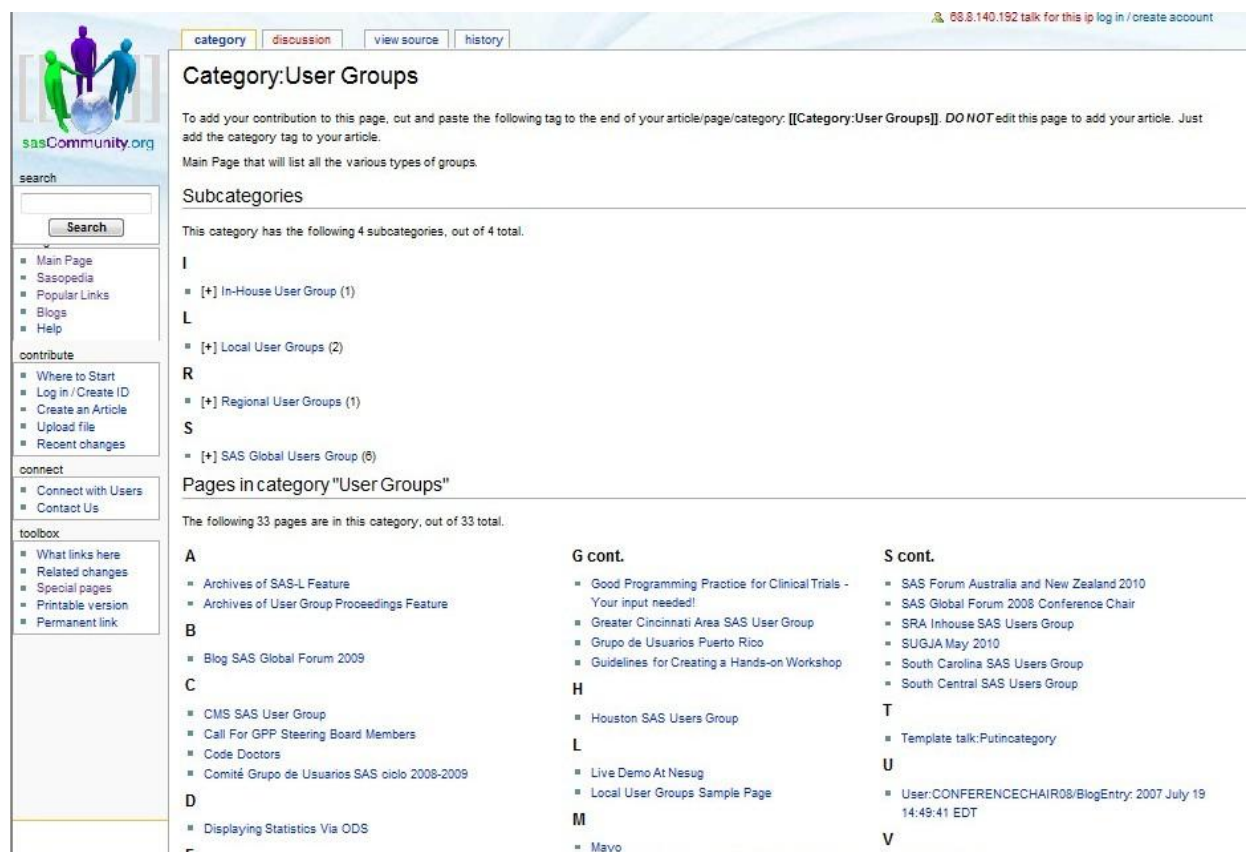 68.8.140.192 talk for this ip log in / create account
category discussion view source history
sasCommunity.org
search
Search
Main Page
Sasopedia
Popular Links
Blogs
Help
contribute
Where to Start
Log in / Create ID
Create an Article
Upload file
Recent changes
connect
Connect with Users
Contact Us
toolbox
What links here
Related changes
Special pages
Printable version
Permanent link
Category:User Groups
To add your contribution to this page, cut and paste the following tag to the end of your article/page/category: [[Category:User Groups]]. DO NOT edit this page to add your article. Just
add the category tag to your article.
Main Page that will list all the various types of groups.
Subcategories
This category has the following 4 subcategories, out of 4 total.
I
[+] In-House User Group (1)
L
[+] Local User Groups (2)
R
[+] Regional User Groups (1)
S
[+] SAS Global Users Group (6)
Pages in category "User Groups"
The following 33 pages are in this category, out of 33 total.
A
Archives of SAS-L Feature
Archives of User Group Proceedings Feature
B
Blog SAS Global Forum 2009
C
CMS SAS User Group
Call For GPP Steering Board Members
Code Doctors
Comité Grupo de Usuarios SAS ciclo 2008-2009
D
Displaying Statistics Via ODS
G cont.
Good Programming Practice for Clinical Trials -
Your input needed!
Greater Cincinnati Area SAS User Group
Grupo de Usuarios Puerto Rico
Guidelines for Creating a Hands-on Workshop
H
Houston SAS Users Group
L
Live Demo At Nesug
Local User Groups Sample Page
M
Mayo
S cont.
SAS Forum Australia and New Zealand 2010
SAS Global Forum 2008 Conference Chair
SRA Inhouse SAS Users Group
SUGJA May 2010
South Carolina SAS Users Group
South Central SAS Users Group
T
Template talk:Putincategory
U
User:CONFERENCECHAIR08/BlogEntry: 2007 July 19
14:49:41 EDT
V